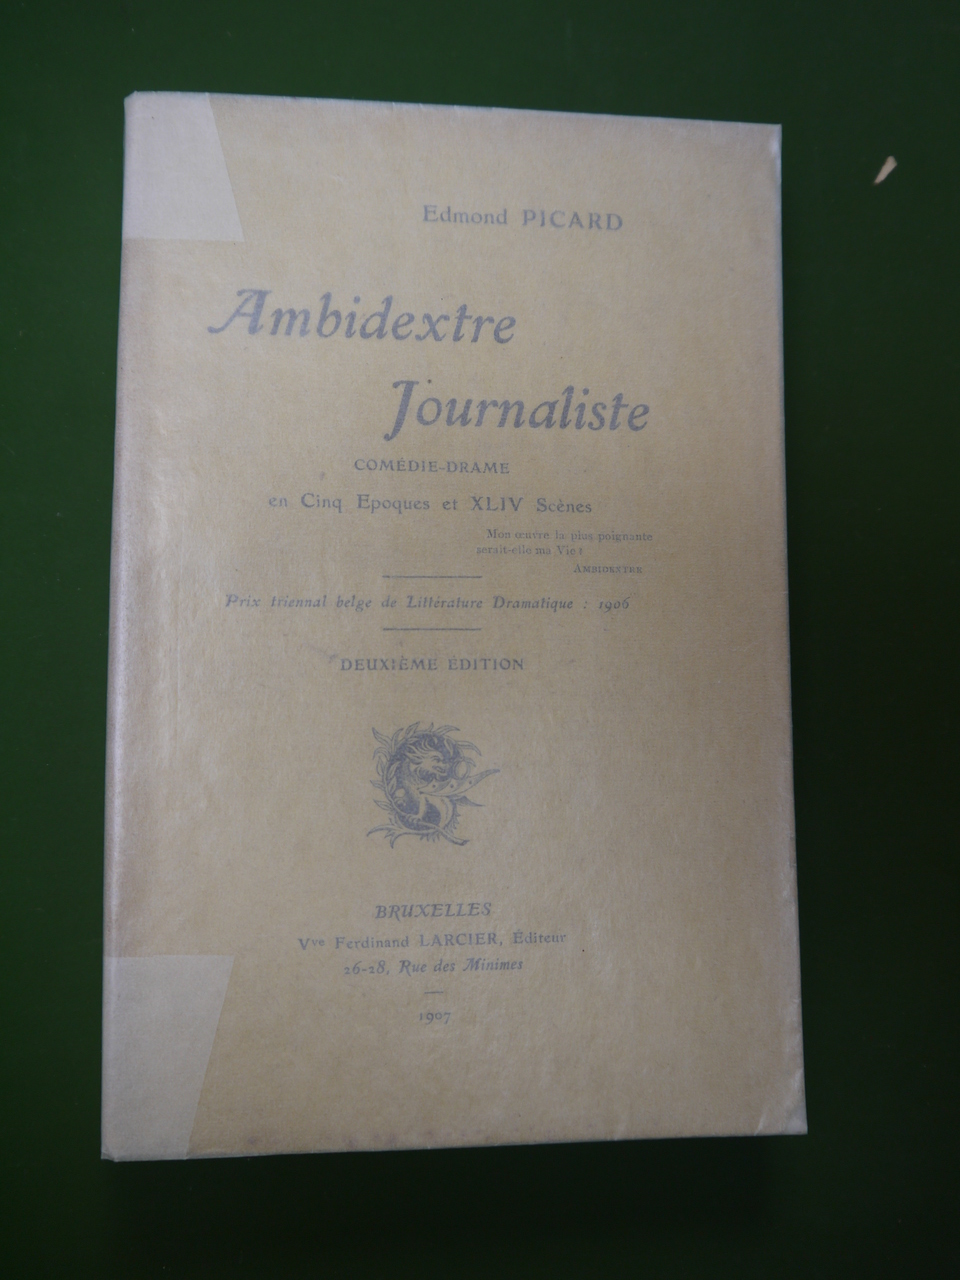 Edmond PICARD
Ambidextre
Journaliste
COMÉDIE-DRAME
en Cinq Epoques et XLIV Scènes
Mon œuvre la plus poignante
serait-elle ma Vie ?
AMBIDEXTRE
Prix triennal belge de Littérature Dramatique : 1906
DEUXIÈME ÉDITION
BRUXELLES
Vve Ferdinand LARCIER, Éditeur
26-28, Rue des Minimes
1907